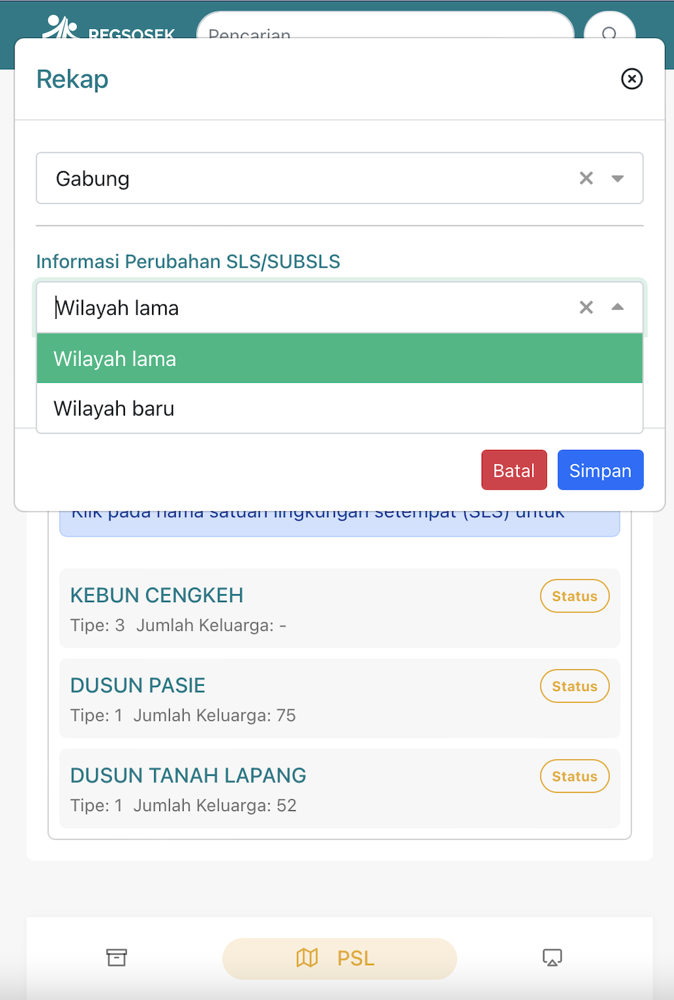 REGSOSEK
Pencarian
Rekap
Gabung
Informasi Perubahan SLS/SUBSLS
Wilayah lama
Wilayah lama
Wilayah baru
Batal
Simpan
Klik pada nama satuan lingkungan setempat (SLS) untuk
KEBUN CENGKEH
Status
Tipe: 3 Jumlah Keluarga: -
DUSUN PASIE
Status
Tipe: 1 Jumlah Keluarga: 75
DUSUN TANAH LAPANG
Status
Tipe: 1 Jumlah Keluarga: 52
PSL